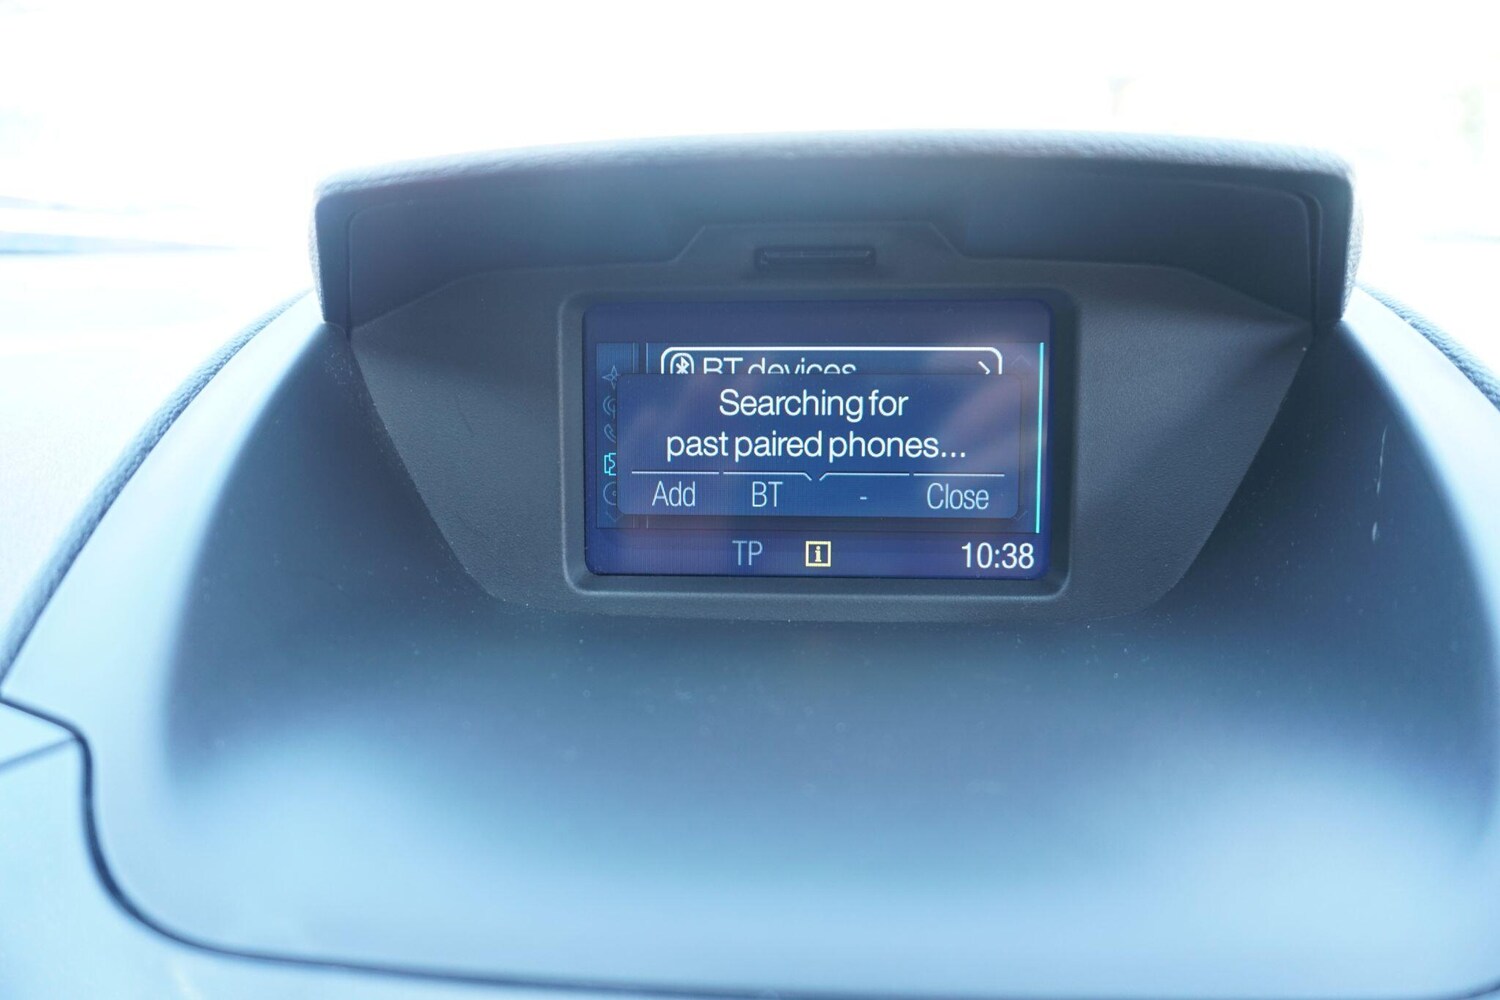 BT devices
Searching for
past paired phones...
Add BT - Close
TP i 10:38